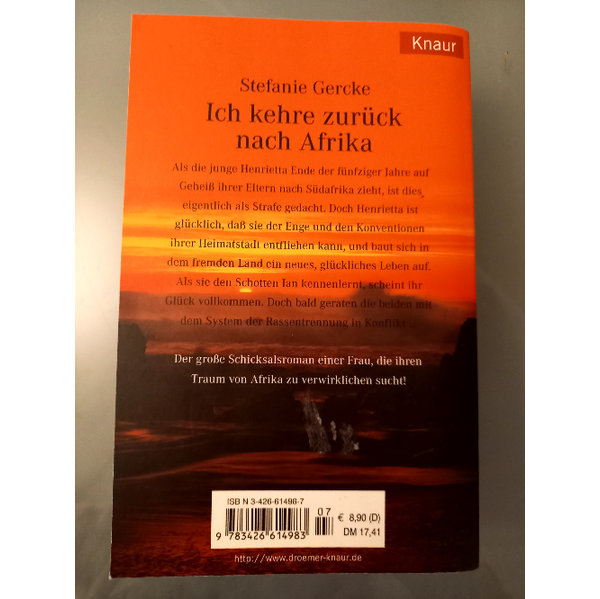 Knaur
Stefanie Gercke
Ich kehre zurück
nach Afrika
Als die junge Henrietta Ende der fünfziger Jahre auf
Geheiß ihrer Eltern nach Südafrika zieht, ist dies
eigentlich als Strafe gedacht. Doch Henrietta ist
glücklich, daß sie der Enge und den Konventionen
ihrer Heimatstadt entfliehen kann, und baut sich in
dem fremden Land ein neues, glückliches Leben auf.
Als sie den Schotten Ian kennenlernt, scheint ihr
Glück vollkommen. Doch bald geraten die beiden mit
dem System der Rassentrennung in Konflikt ...
Der große Schicksalsroman einer Frau, die ihren
Traum von Afrika zu verwirklichen sucht!
ISBN 3-426-61498-7
07
€ 8,90 (D)
DM 17,41
9 783426 614983
http://www.droemer-knaur.de